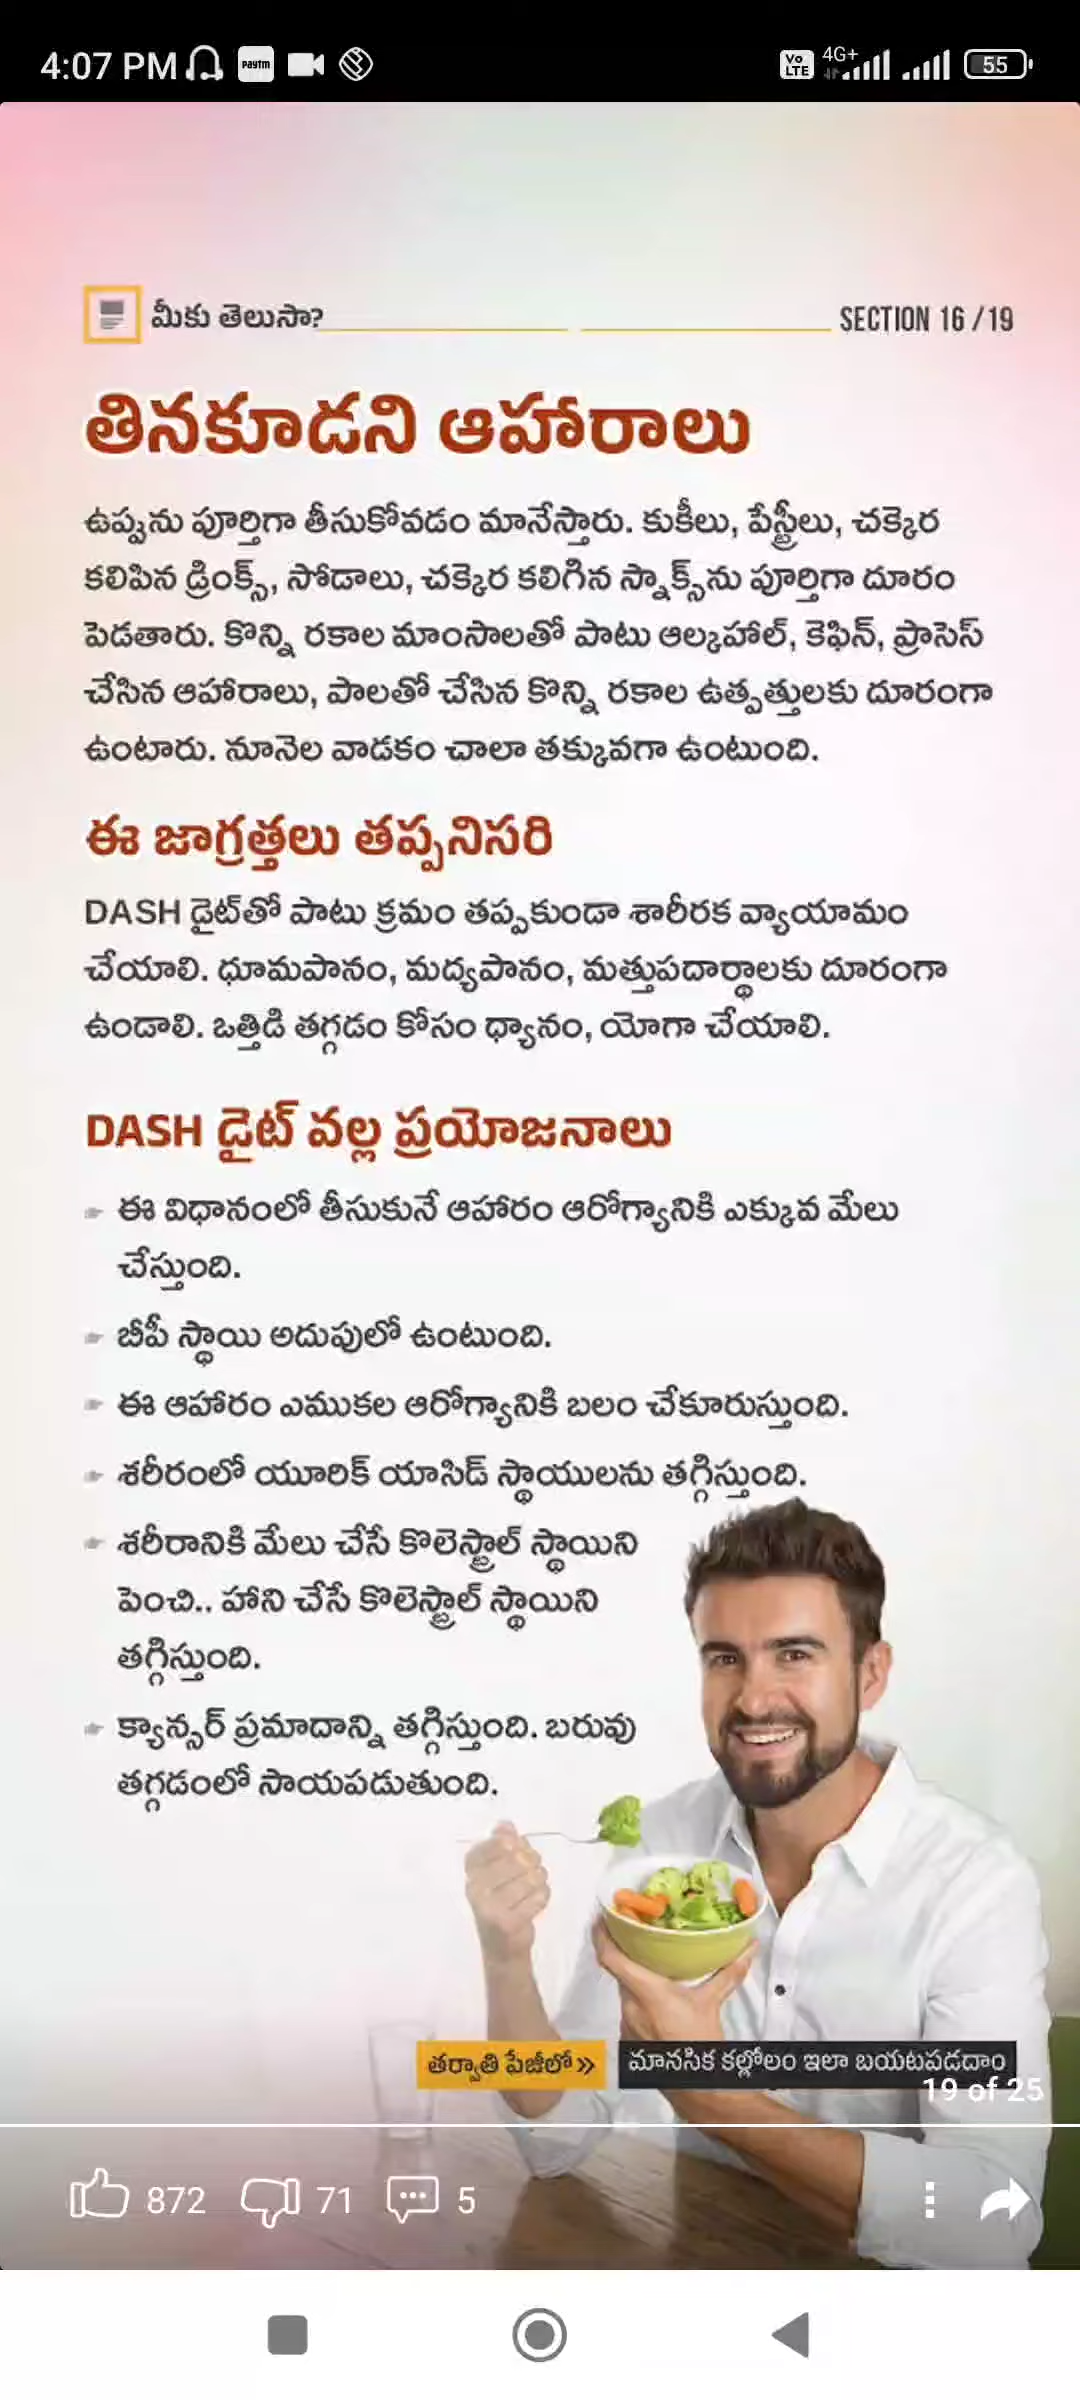 4:07 PM
Paytm
Vo LTE
4G+
55
మీకు తెలుసా?
SECTION 16 / 19
తినకూడని ఆహారాలు
ఉప్పును పూర్తిగా తీసుకోవడం మానేస్తారు. కుకీలు, పేస్ట్రీలు, చక్కెర
కలిపిన డ్రింక్స్, సోడాలు, చక్కెర కలిగిన స్నాక్స్‌ను పూర్తిగా దూరం
పెడతారు. కొన్ని రకాల మాంసాలతో పాటు ఆల్కహాల్, కెఫిన్, ప్రాసెస్
చేసిన ఆహారాలు, పాలతో చేసిన కొన్ని రకాల ఉత్పత్తులకు దూరంగా
ఉంటారు. నూనెల వాడకం చాలా తక్కువగా ఉంటుంది.
ఈ జాగ్రత్తలు తప్పనిసరి
DASH డైట్‌తో పాటు క్రమం తప్పకుండా శారీరక వ్యాయామం
చేయాలి. ధూమపానం, మద్యపానం, మత్తుపదార్థాలకు దూరంగా
ఉండాలి. ఒత్తిడి తగ్గడం కోసం ధ్యానం, యోగా చేయాలి.
DASH డైట్ వల్ల ప్రయోజనాలు
ఈ విధానంలో తీసుకునే ఆహారం ఆరోగ్యానికి ఎక్కువ మేలు
చేస్తుంది.
బీపీ స్థాయి అదుపులో ఉంటుంది.
ఈ ఆహారం ఎముకల ఆరోగ్యానికి బలం చేకూరుస్తుంది.
శరీరంలో యూరిక్ యాసిడ్ స్థాయులను తగ్గిస్తుంది.
శరీరానికి మేలు చేసే కొలెస్ట్రాల్ స్థాయిని
పెంచి.. హాని చేసే కొలెస్ట్రాల్ స్థాయిని
తగ్గిస్తుంది.
క్యాన్సర్ ప్రమాదాన్ని తగ్గిస్తుంది. బరువు
తగ్గడంలో సాయపడుతుంది.
తర్వాతి పేజీలో »
మానసిక కల్లోలం ఇలా బయటపడదాం
19 of 25
872
71
5